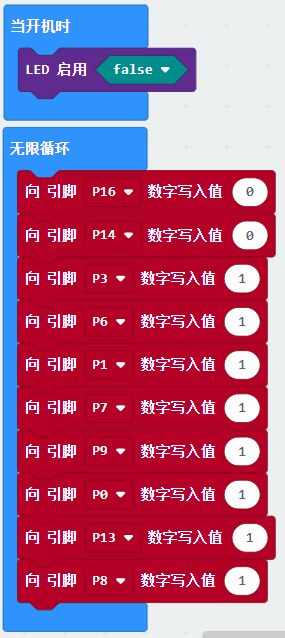 当开机时
LED 启用 false
无限循环
向 引脚 P16 数字写入值 0
向 引脚 P14 数字写入值 0
向 引脚 P3 数字写入值 1
向 引脚 P6 数字写入值 1
向 引脚 P1 数字写入值 1
向 引脚 P7 数字写入值 1
向 引脚 P9 数字写入值 1
向 引脚 P0 数字写入值 1
向 引脚 P13 数字写入值 1
向 引脚 P8 数字写入值 1